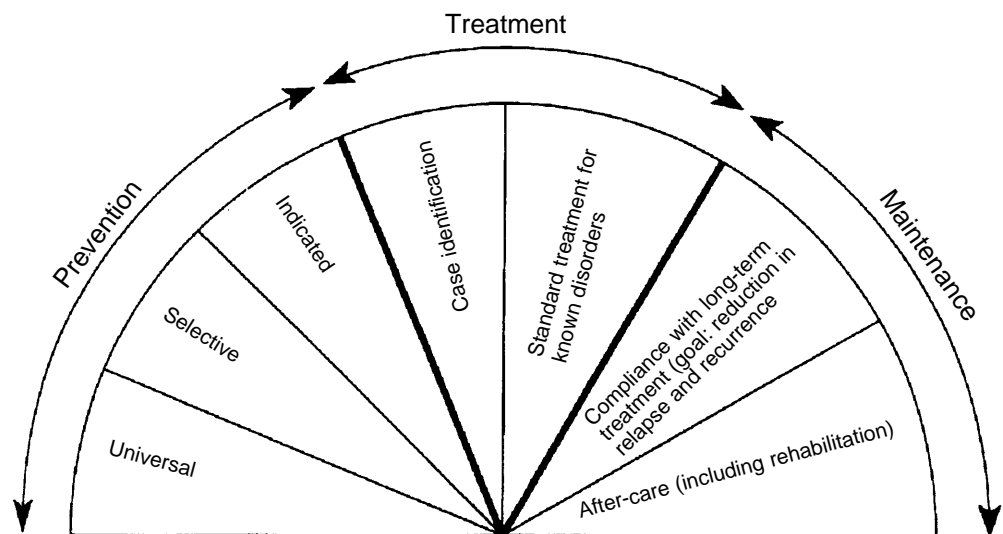 Treatment
Prevention
Maintenance
Universal
Selective
Indicated
Case identification
Standard treatment for
known disorders
Compliance with long-term
treatment (goal: reduction in
relapse and recurrence
After-care (including rehabilitation)